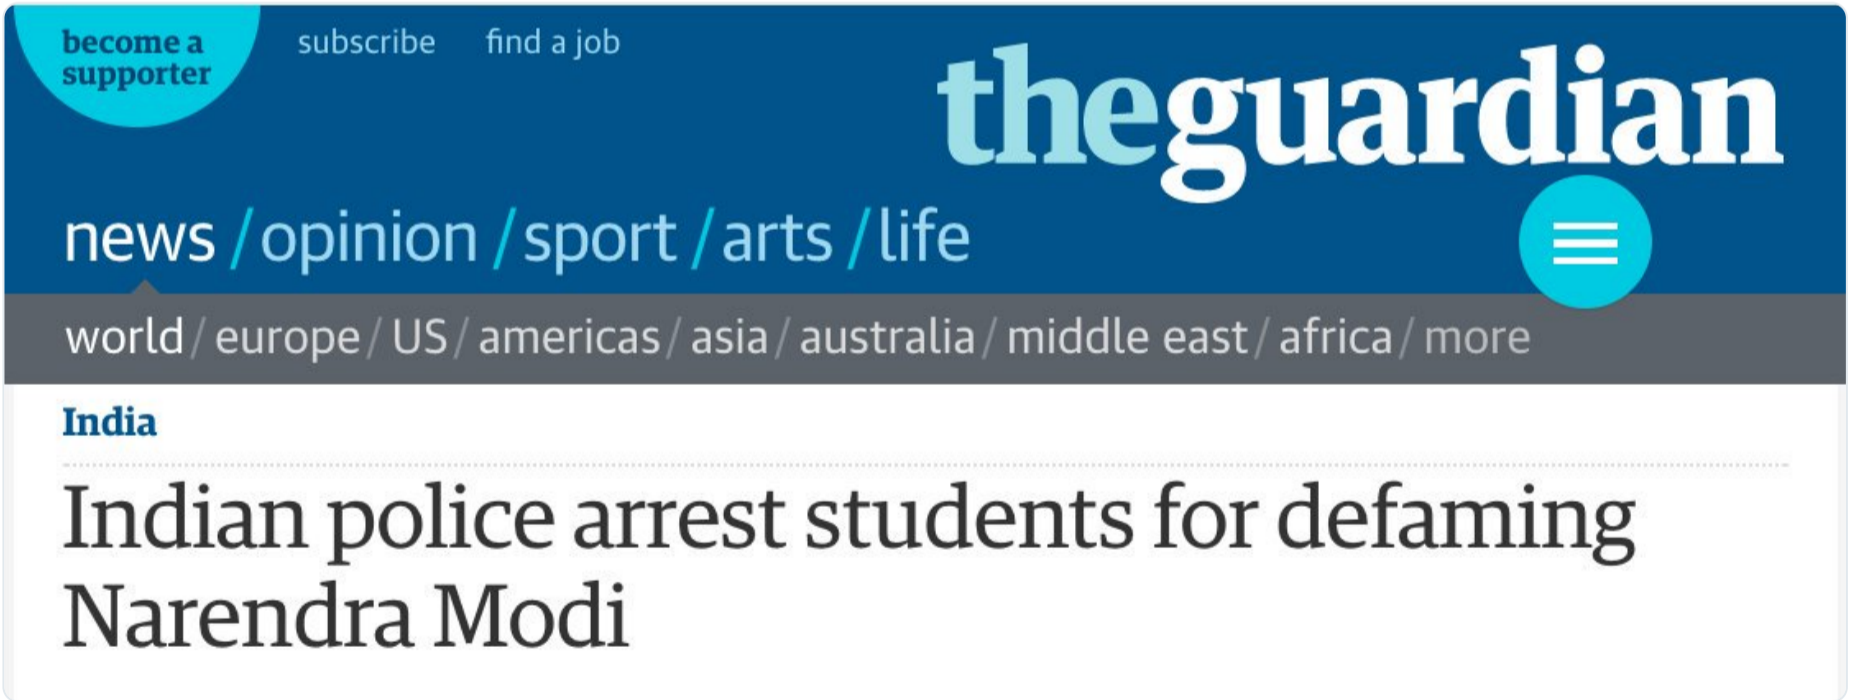 become a
supporter
subscribe
find a job
theguardian
news / opinion / sport / arts / life
world / europe / US / americas / asia / australia / middle east / africa / more
India
Indian police arrest students for defaming
Narendra Modi